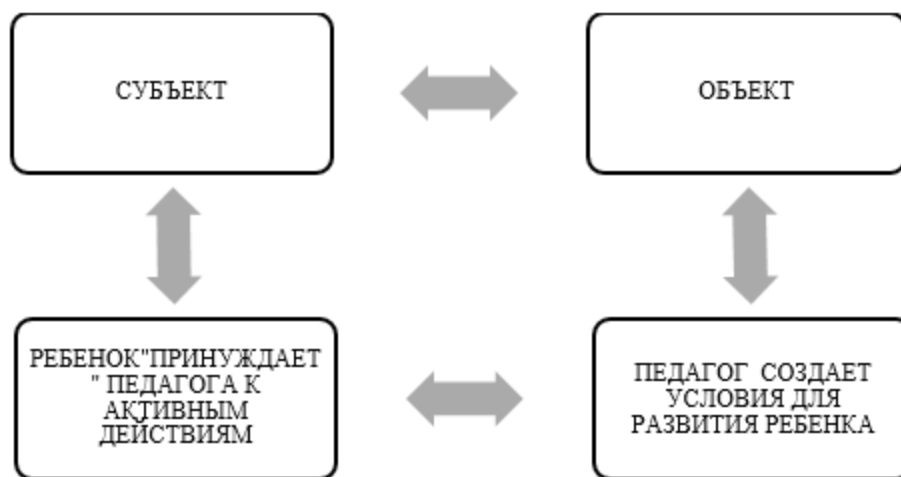 СУБЪЕКТ
ОБЪЕКТ
РЕБЕНОК"ПРИНУЖДАЕТ
" ПЕДАГОГА К
АКТИВНЫМ
ДЕЙСТВИЯМ
ПЕДАГОГ СОЗДАЕТ
УСЛОВИЯ ДЛЯ
РАЗВИТИЯ РЕБЕНКА